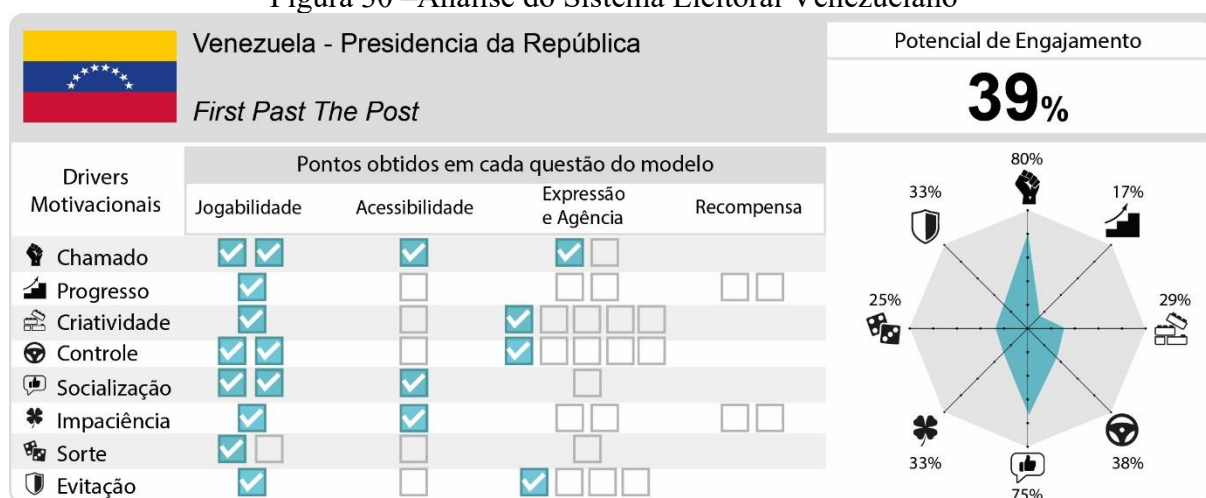 Figura 30 –Análise do Sistema Eleitoral Venezuelano
Venezuela - Presidencia da República
First Past The Post
Potencial de Engajamento
39%
Drivers
Motivacionais
Pontos obtidos em cada questão do modelo
Jogabilidade
Acessibilidade
Expressão
e Agência
Recompensa
Chamado
Progresso
Criatividade
Controle
Socialização
Impaciência
Sorte
Evitação
80%
33%
17%
25%
29%
33%
38%
75%